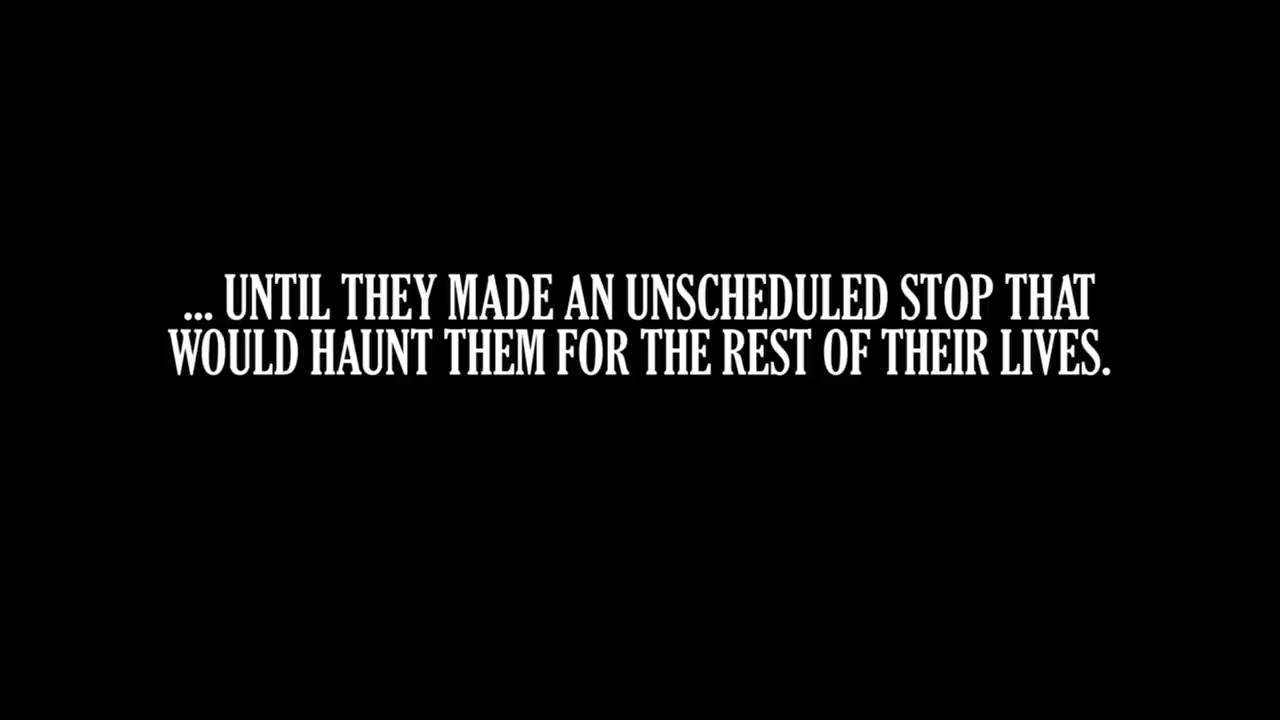 ... UNTIL THEY MADE AN UNSCHEDULED STOP THAT
WOULD HAUNT THEM FOR THE REST OF THEIR LIVES.